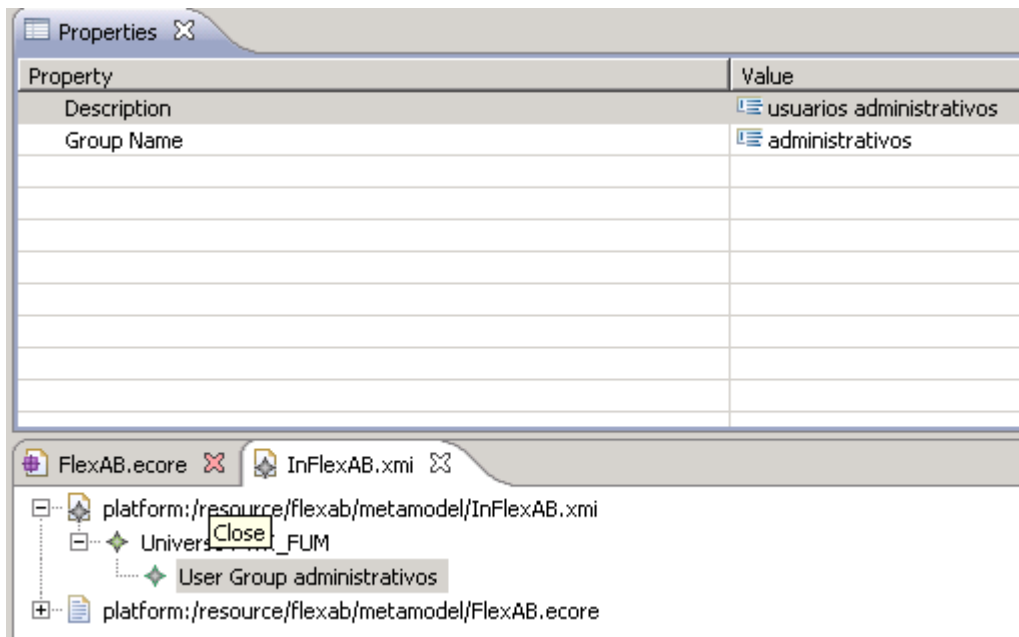 Properties
Property Value
Description usuarios administrativos
Group Name administrativos
FlexAB.ecore InFlexAB.xmi
platform:/resource/flexab/metamodel/InFlexAB.xmi
Close
_FUM
User Group administrativos
platform:/resource/flexab/metamodel/FlexAB.ecore